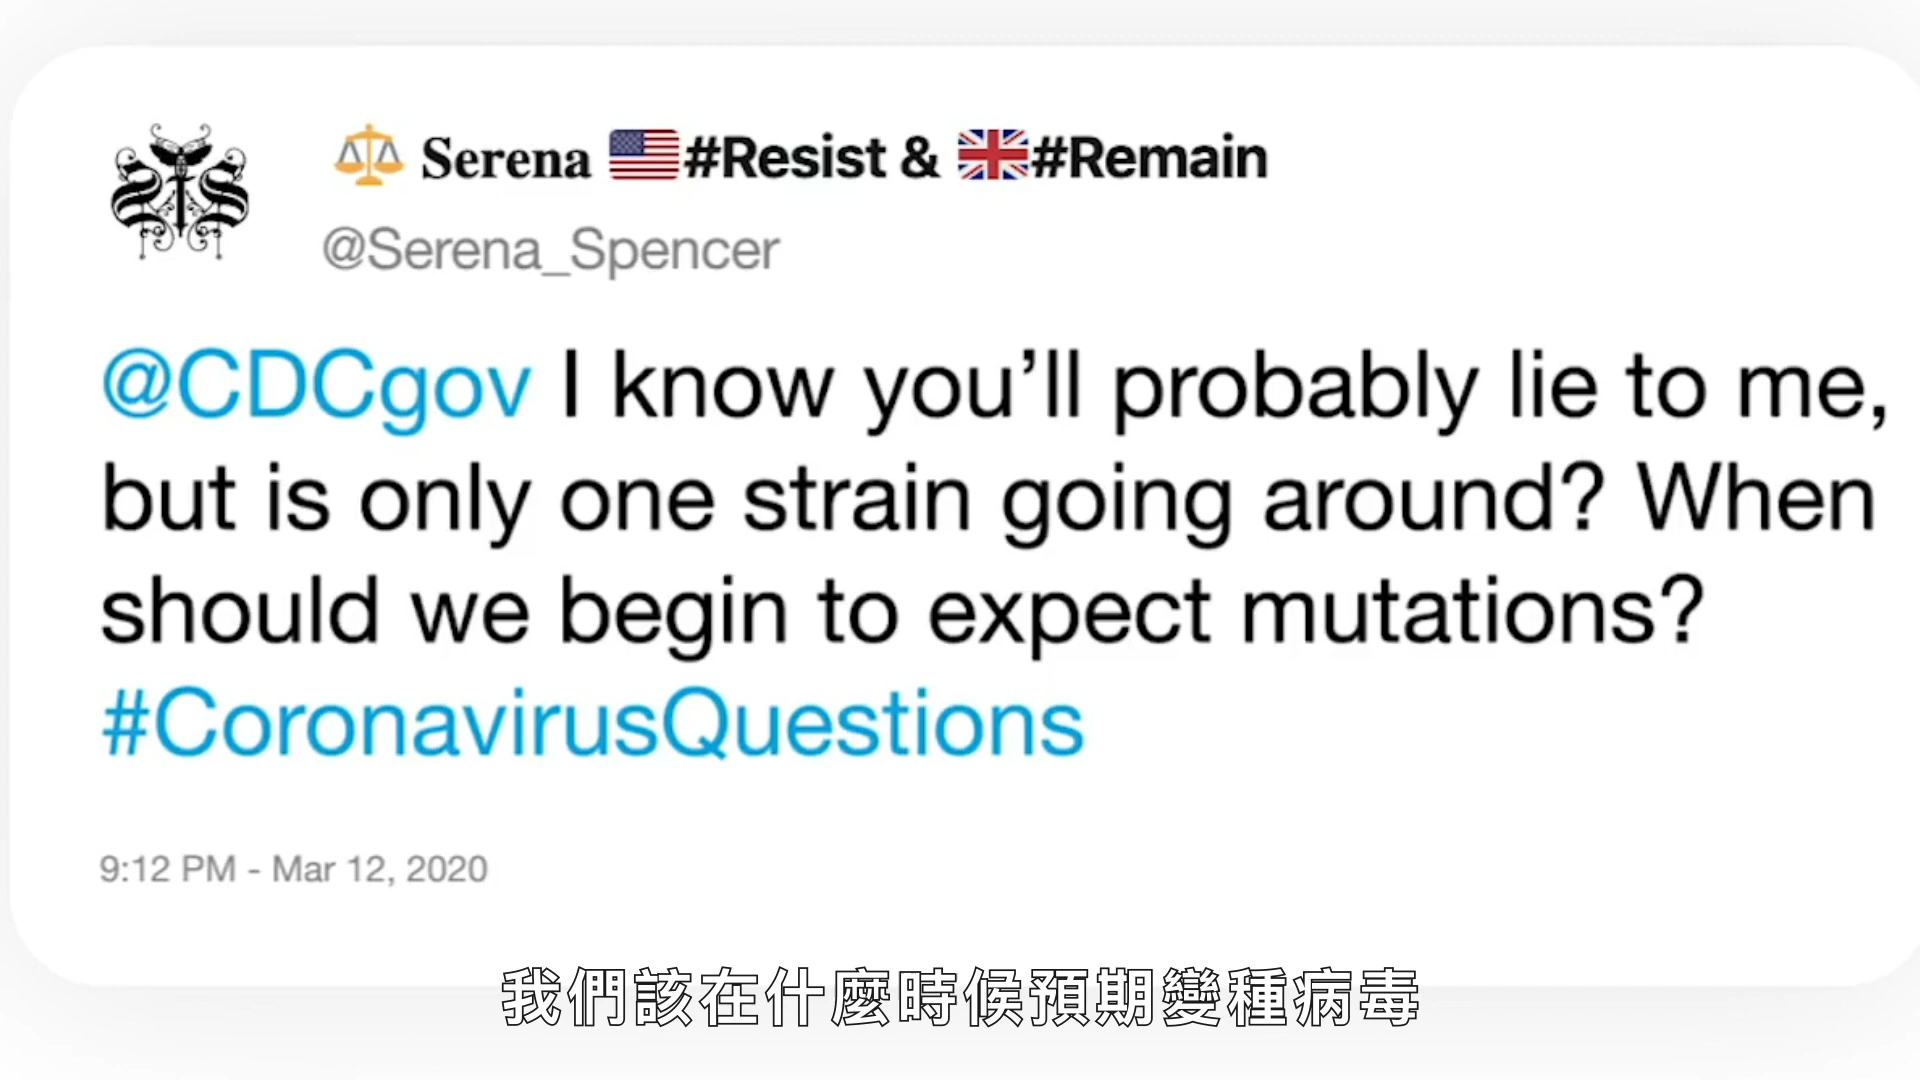 ⚖️ Serena 🇺🇸#Resist & 🇬🇧#Remain
@Serena_Spencer
@CDCgov I know you’ll probably lie to me,
but is only one strain going around? When
should we begin to expect mutations?
#CoronavirusQuestions
9:12 PM - Mar 12, 2020
我們該在什麼時候預期變種病毒